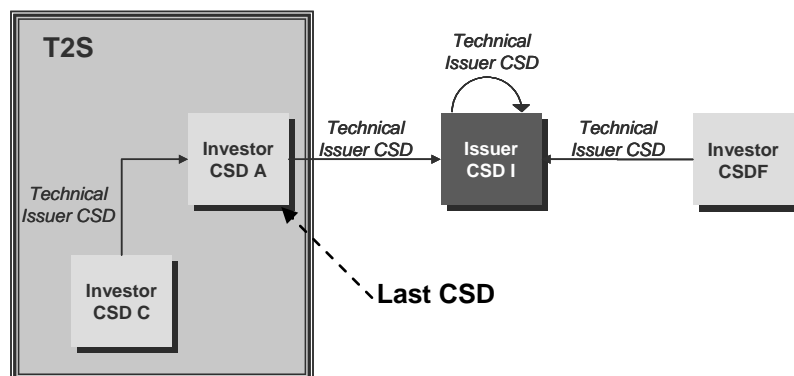 T2S
Technical
Issuer CSD
Investor
CSD A
Technical
Issuer CSD
Issuer
CSD I
Technical
Issuer CSD
Investor
CSDF
Technical
Issuer CSD
Investor
CSD C
Last CSD